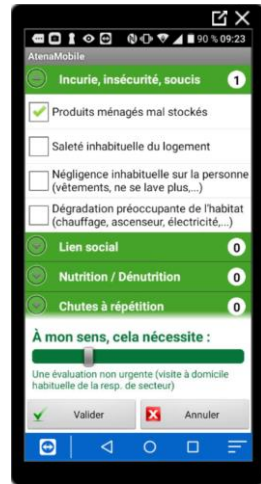 90 % 09:23
AtenaMobile
Incurie, insécurité, soucis 1
Produits ménagés mal stockés
Saleté inhabituelle du logement
Négligence inhabituelle sur la personne
(vêtements, ne se lave plus,...)
Dégradation préoccupante de l'habitat
(chauffage, ascenseur, électricité,...)
Lien social 0
Nutrition / Dénutrition 0
Chutes à répétition 0
À mon sens, cela nécessite :
Une évaluation non urgente (visite à domicile
habituelle de la resp. de secteur)
Valider Annuler